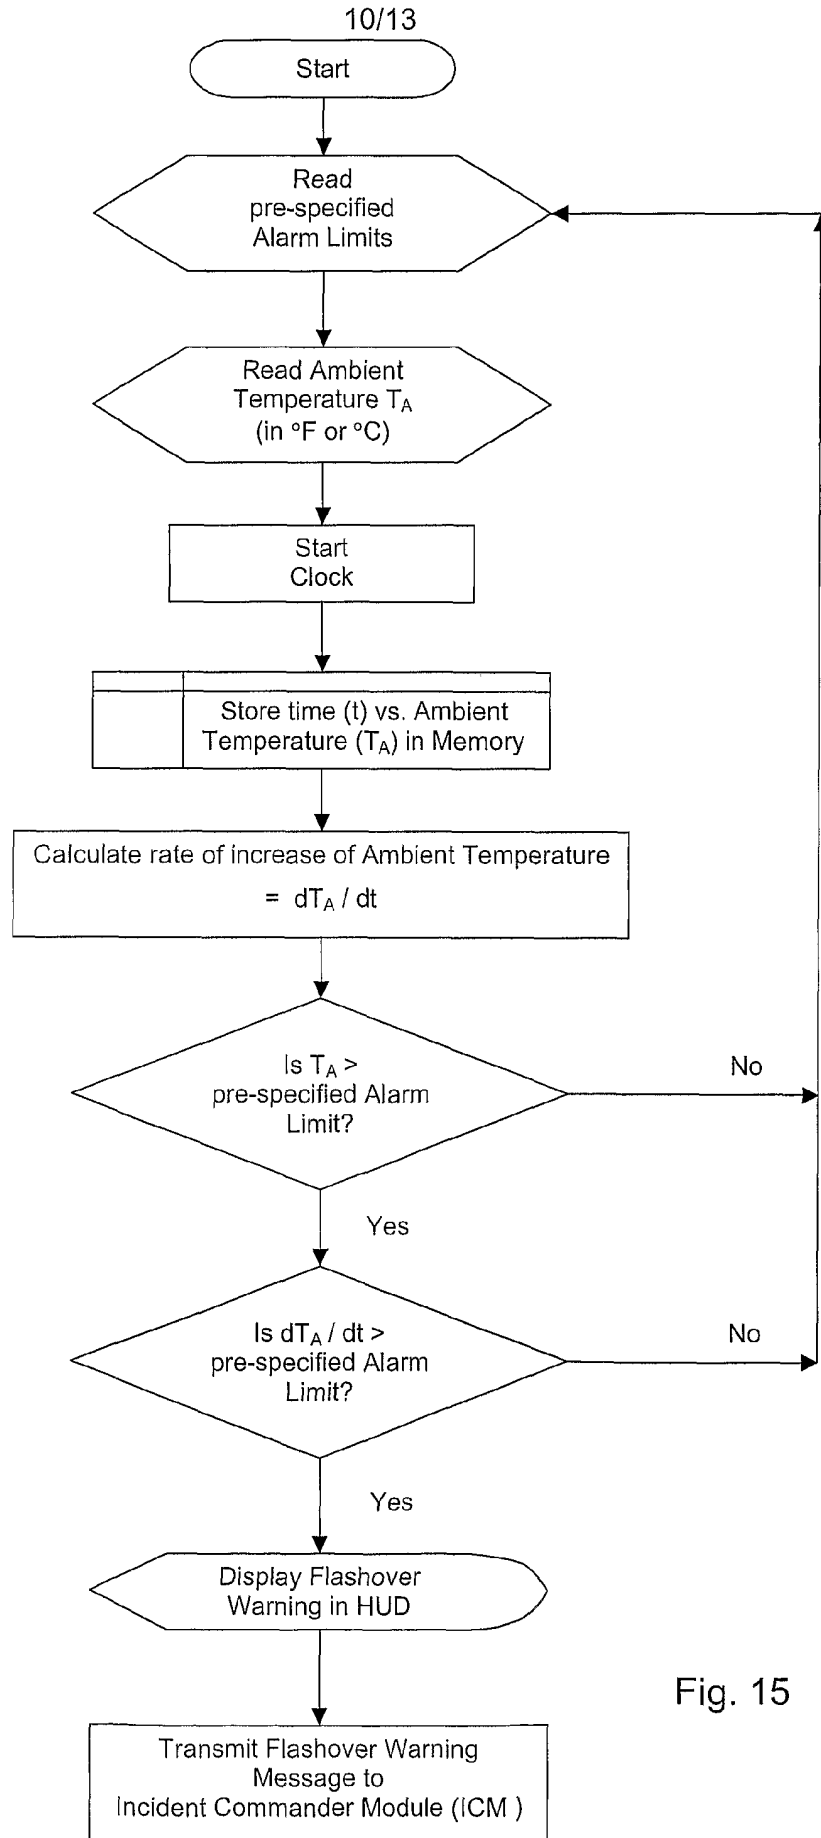 10/13
Start
Read
pre-specified
Alarm Limits
Read Ambient
Temperature TA
(in °F or °C)
Start
Clock
Store time (t) vs. Ambient
Temperature (TA) in Memory
Calculate rate of increase of Ambient Temperature
= dTA / dt
Is TA >
pre-specified Alarm
Limit?
No
Yes
Is dTA / dt >
pre-specified Alarm
Limit?
No
Yes
Display Flashover
Warning in HUD
Fig. 15
Transmit Flashover Warning
Message to
Incident Commander Module (ICM )